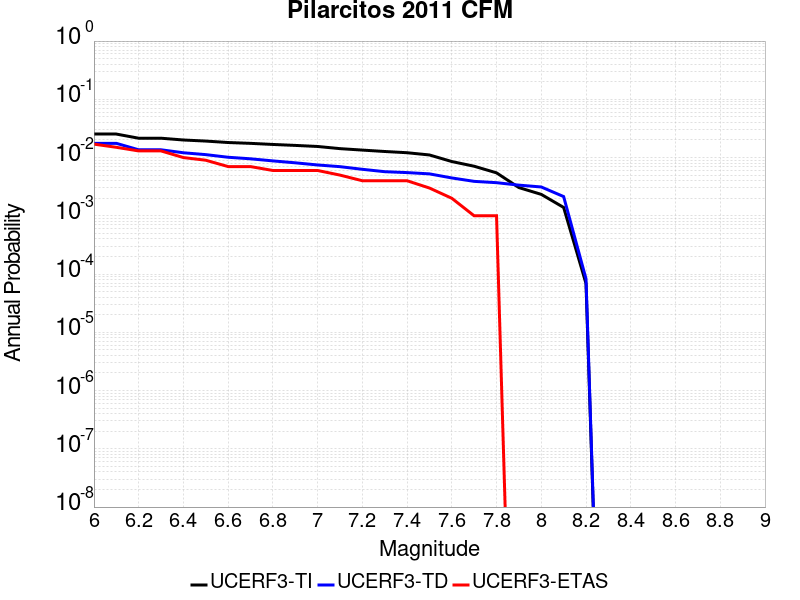 Pilarcitos 2011 CFM
10^0
10^-1
10^-2
10^-3
10^-4
10^-5
10^-6
10^-7
10^-8
Annual Probability
6 6.2 6.4 6.6 6.8 7 7.2 7.4 7.6 7.8 8 8.2 8.4 8.6 8.8 9
Magnitude
UCERF3-TI UCERF3-TD UCERF3-ETAS